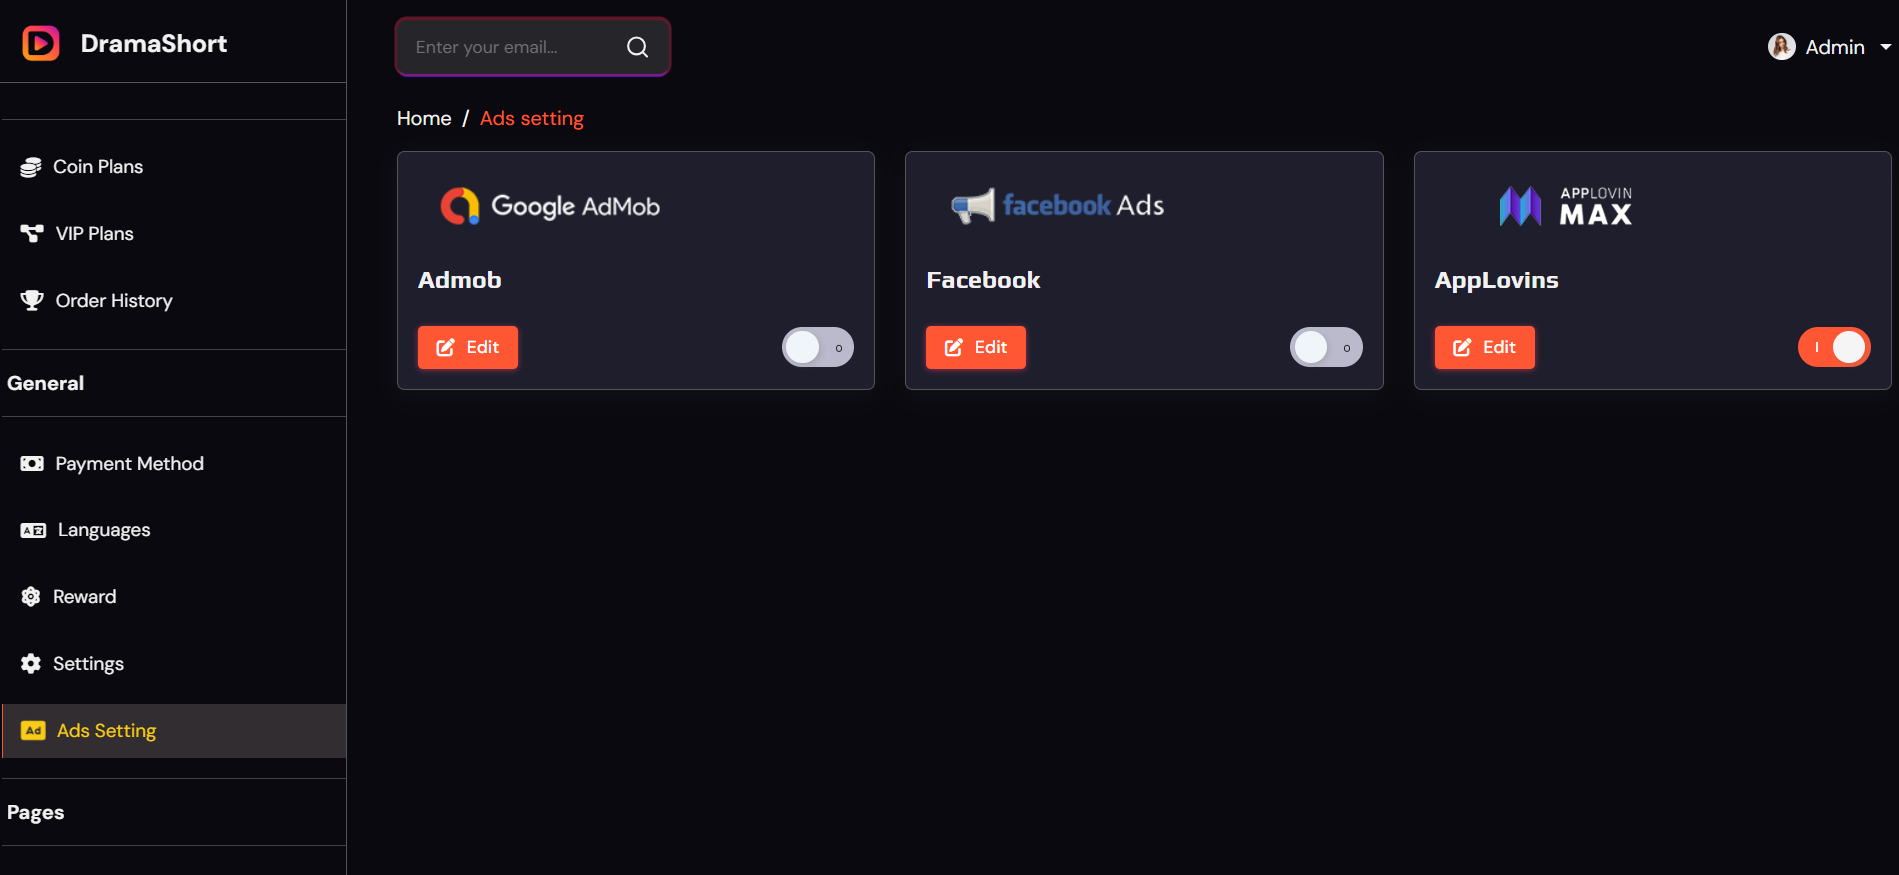 DramaShort
Enter your email...
Admin
Home / Ads setting
Coin Plans
VIP Plans
Order History
General
Payment Method
Languages
Reward
Settings
Ad Ads Setting
Pages
Google AdMob
Admob
Edit
facebook Ads
Facebook
Edit
APPLOVIN
MAX
AppLovins
Edit